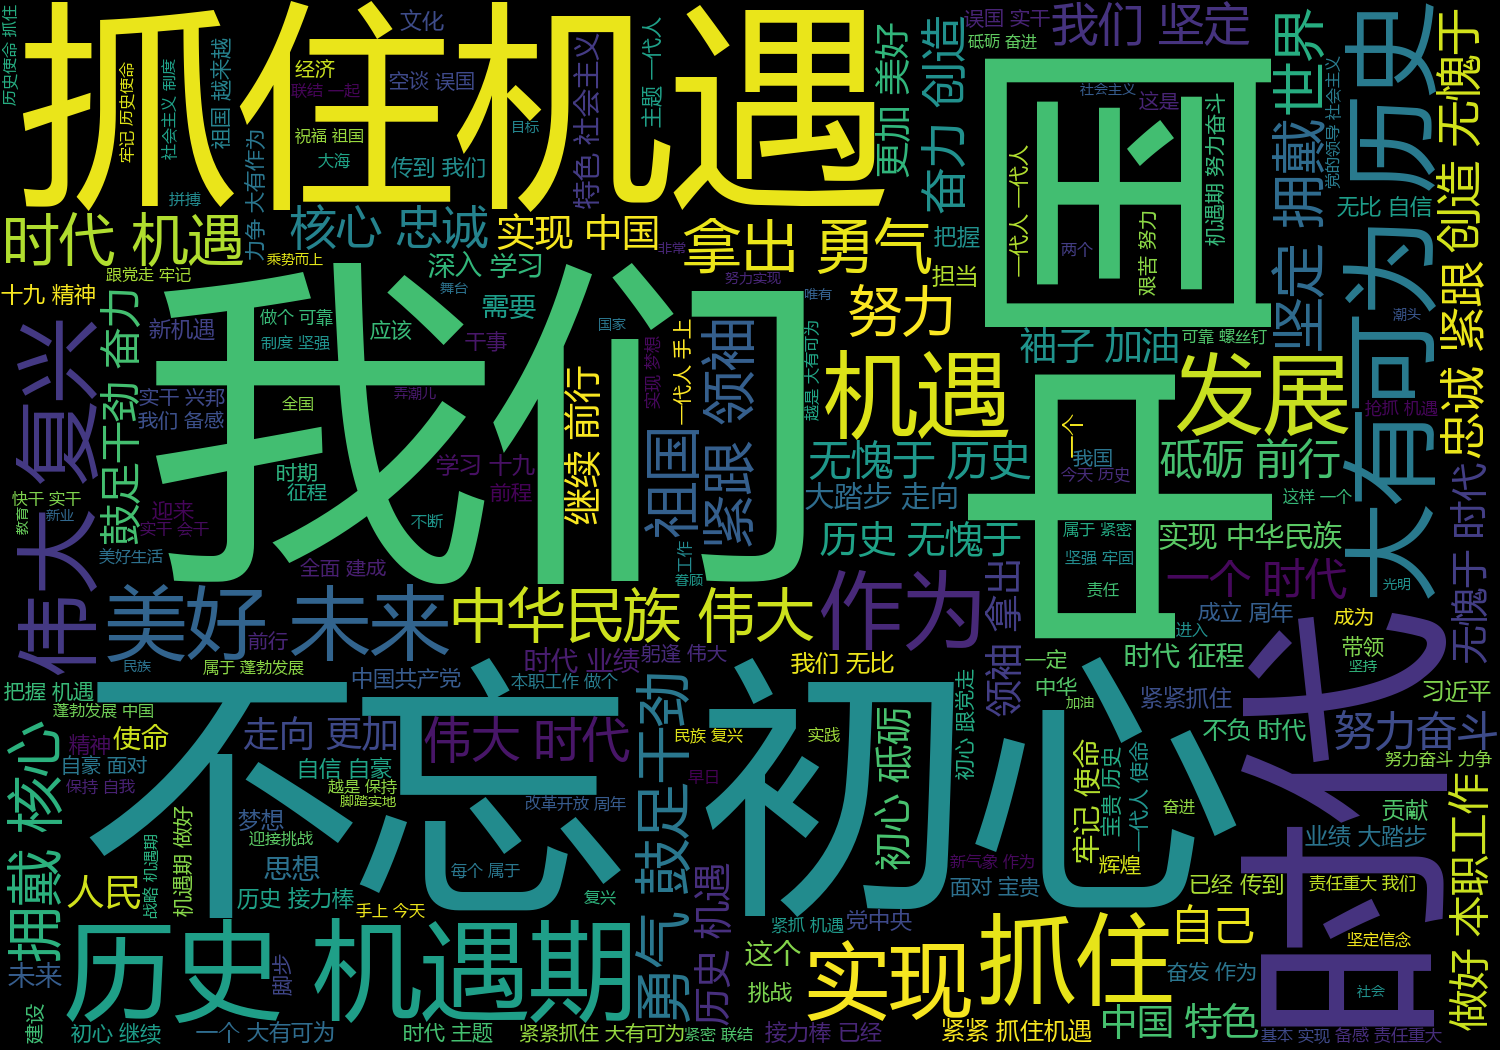 抓住机遇
历史使命 抓住
文化
误国 实干
我们 坚定
砥砺 奋进
世界
大有可为 历史
无愧于
创造 无愧于
紧跟 创造
忠诚 紧跟
主题 一代人
更加 美好
奋力 创造
中国
社会主义
这是
经济
空谈 误国
联结 一起
牢记 历史使命
社会主义 制度
祖国 越来越
特色 社会主义
祝福 祖国
大海
传到 我们
目标
拼搏
力争 大有作为
时代 机遇
核心 忠诚
实现 中国
非常
拿出 勇气
把握
担当
一代人 一代人
艰苦 努力
机遇期 努力奋斗
两个
坚定 拥戴
党的领导 社会主义
无比 自信
乘势而上
跟党走 牢记
深入 学习
舞台
努力实现
唯有
十九 精神
鼓足干劲 奋力
新机遇
我们
做个 可靠
制度 坚强
应该
需要
干事
国家
努力
袖子 加油
可靠 螺丝钉
潮头
伟大 复兴
实干 兴邦
我们 备感
全国
弄潮儿
继续 前行
实现 梦想
一代人 手上
紧跟 领袖
祖国
越是 大有可为
机遇
发展
一个
抢抓 机遇
时期
征程
学习 十九
前程
无愧于 历史
大踏步 走向
我国
今天 历史
砥砺 前行
这样 一个
快干 实干
新业
教育
迎来
实干 会干
不断
历史 无愧于
属于 紧密
坚强 牢固
责任
实现 中华民族
美好生活
全面 建成
工作
眷顾
一个 时代
光明
无愧于 时代
美好 未来
中华民族 伟大
作为
领袖 拿出
进入
成立 周年
成为
前行
民族
属于 蓬勃发展
时代 业绩
躬逢 伟大
我们 无比
一定
时代 征程
带领
坚持
把握 机遇
蓬勃发展 中国
中国共产党
本职工作 做个
中华
加油
紧紧抓住
习近平
不忘初心
时代
精神
使命
走向 更加
伟大 时代
勇气 鼓足干劲
民族 复兴
实践
初心 砥砺
初心 跟党走
不负 时代
努力奋斗
努力奋斗 力争
自豪 面对
保持 自我
自信 自豪
越是 保持
脚踏实地
改革开放 周年
早日
牢记 使命
宝贵 历史
一代人 使命
奋进
贡献
业绩 大踏步
拥戴 核心
梦想
迎接挑战
机遇期 做好
战略 机遇期
思想
每个 属于
复兴
新气象 作为
辉煌
面对 宝贵
已经 传到
责任重大 我们
做好 本职工作
人民
历史 接力棒
手上 今天
历史 机遇
紧抓 机遇
党中央
自己
坚定信念
未来
历史 机遇期
脚步
这个
挑战
实现
抓住
奋发 作为
社会
建设
初心 继续
一个 大有可为
时代 主题
紧紧抓住 大有可为
紧密 联结
接力棒 已经
紧紧 抓住机遇
中国 特色
基本 实现
备感 责任重大